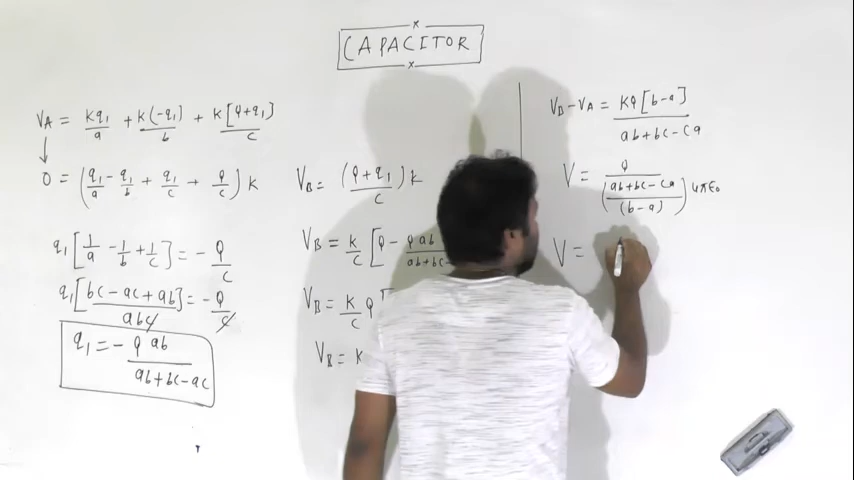 CAPACITOR
VA = Kq1/a + K(-q1)/b + K[Q+q1]/c
0 = (q1/a - q1/b + q1/c + Q/c) K
q1[1/a - 1/b + 1/c] = - Q/c
q1[bc-ac+ab]/abc = - Q/c
q1 = - Q ab/ab+bc-ac
VB = (Q+q1)K/c
VB = K/c [Q - Q ab/ab+bc-
VB = K/c Q[
VB = K
VB-VA = KQ[b-a]/ab+bc-ca
V = Q/((ab+bc-ca)/(b-a))4πε0
V =